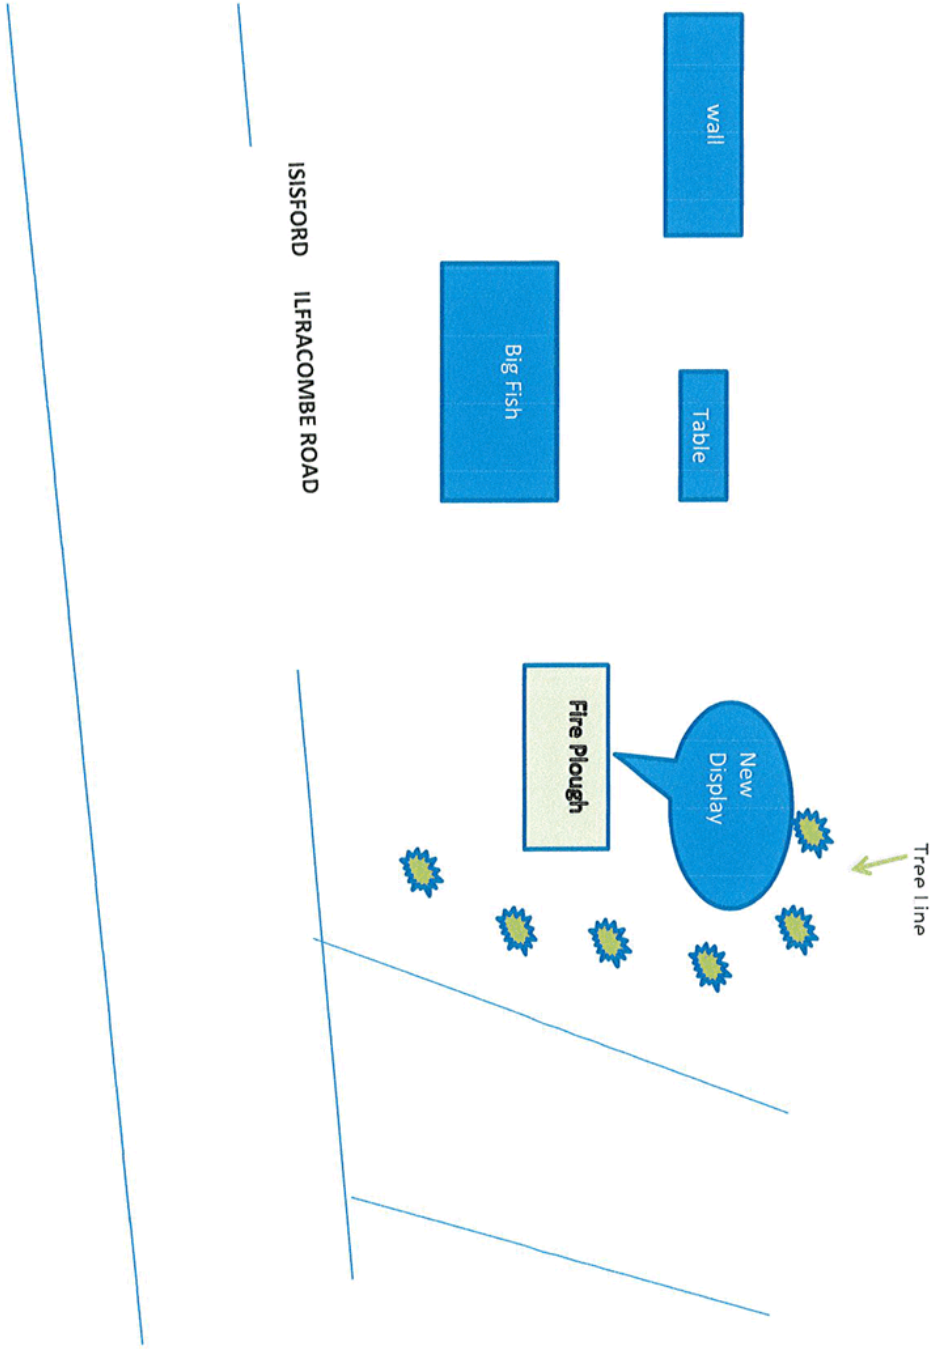 Tree Line
wall
Table
New
Display
Big Fish
Fire Plough
ISISFORD ILFRACOMBE ROAD